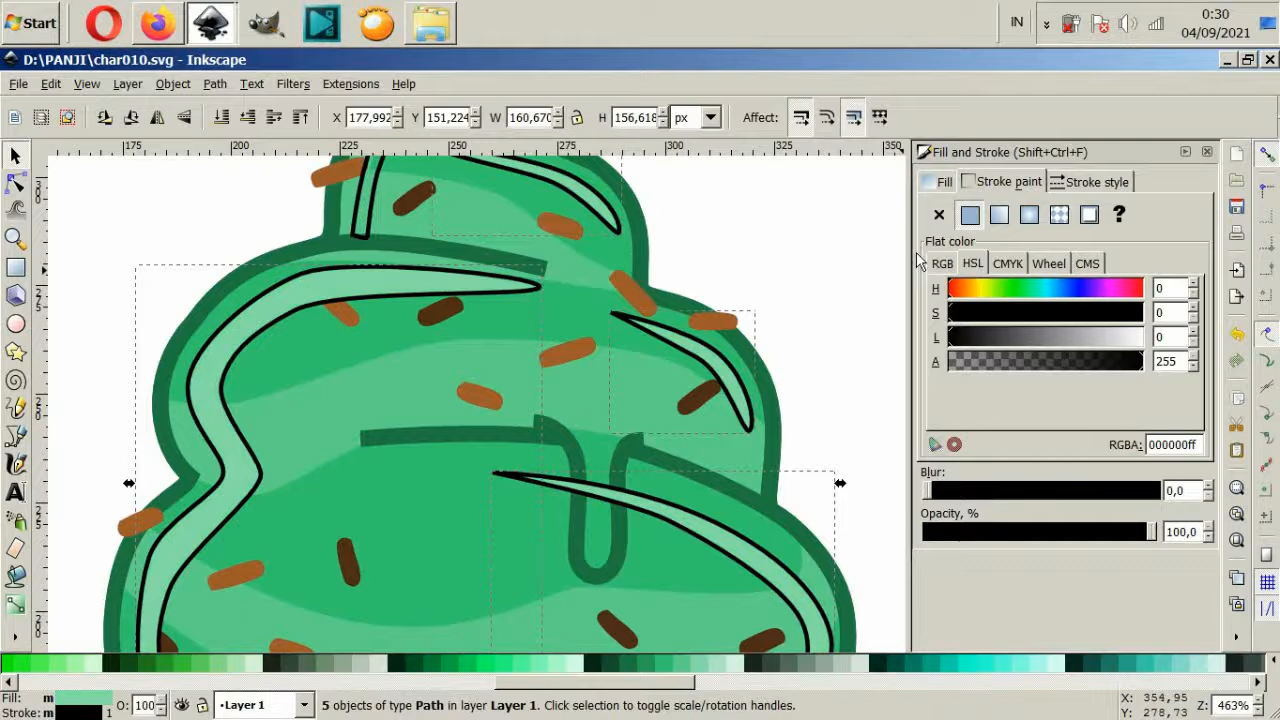 Start
IN
0:30
04/09/2021
D:\PANJI\char010.svg - Inkscape
File Edit View Layer Object Path Text Filters Extensions Help
X 177,992 Y 151,224 W 160,670 H 156,618 px Affect:
175 200 225 250 275 300 325 350
Fill and Stroke (Shift+Ctrl+F)
Fill Stroke paint Stroke style
?
Flat color
RGB HSL CMYK Wheel CMS
H 0
S 0
L 0
A 255
RGBA: 000000ff
Blur:
0,0
Opacity, %
100,0
Fill: m
Stroke: m 1
O: 100
•Layer 1
5 objects of type Path in layer Layer 1. Click selection to toggle scale/rotation handles.
X: 354,95
Y: 278,73
Z: 463%